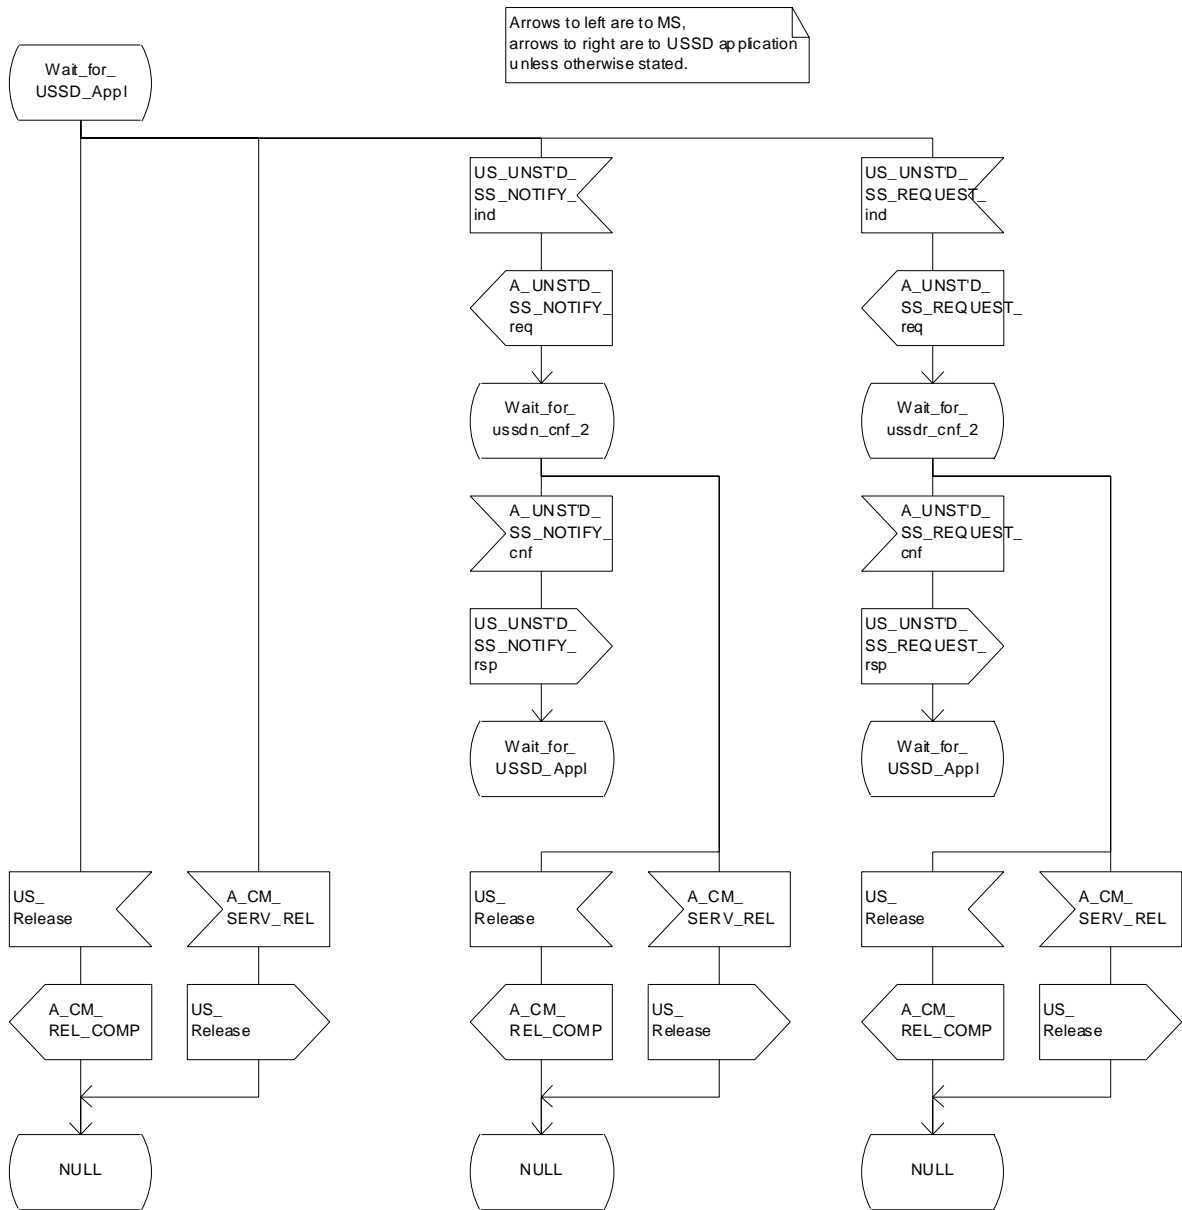 Arrows to left are to MS,
arrows to right are to USSD application
unless otherwise stated.
Wait_for_
USSD_Appl
US_UNST'D_
SS_NOTIFY_
ind
US_UNST'D_
SS_REQUEST_
ind
A_UNST'D_
SS_NOTIFY_
req
A_UNST'D_
SS_REQUEST_
req
Wait_for_
ussdn_cnf_2
Wait_for_
ussdr_cnf_2
A_UNST'D_
SS_NOTIFY_
cnf
A_UNST'D_
SS_REQUEST_
cnf
US_UNST'D_
SS_NOTIFY_
rsp
US_UNST'D_
SS_REQUEST_
rsp
Wait_for_
USSD_Appl
Wait_for_
USSD_Appl
US_
Release
A_CM_
SERV_REL
US_
Release
A_CM_
SERV_REL
US_
Release
A_CM_
SERV_REL
A_CM_
REL_COMP
US_
Release
A_CM_
REL_COMP
US_
Release
A_CM_
REL_COMP
US_
Release
NULL
NULL
NULL